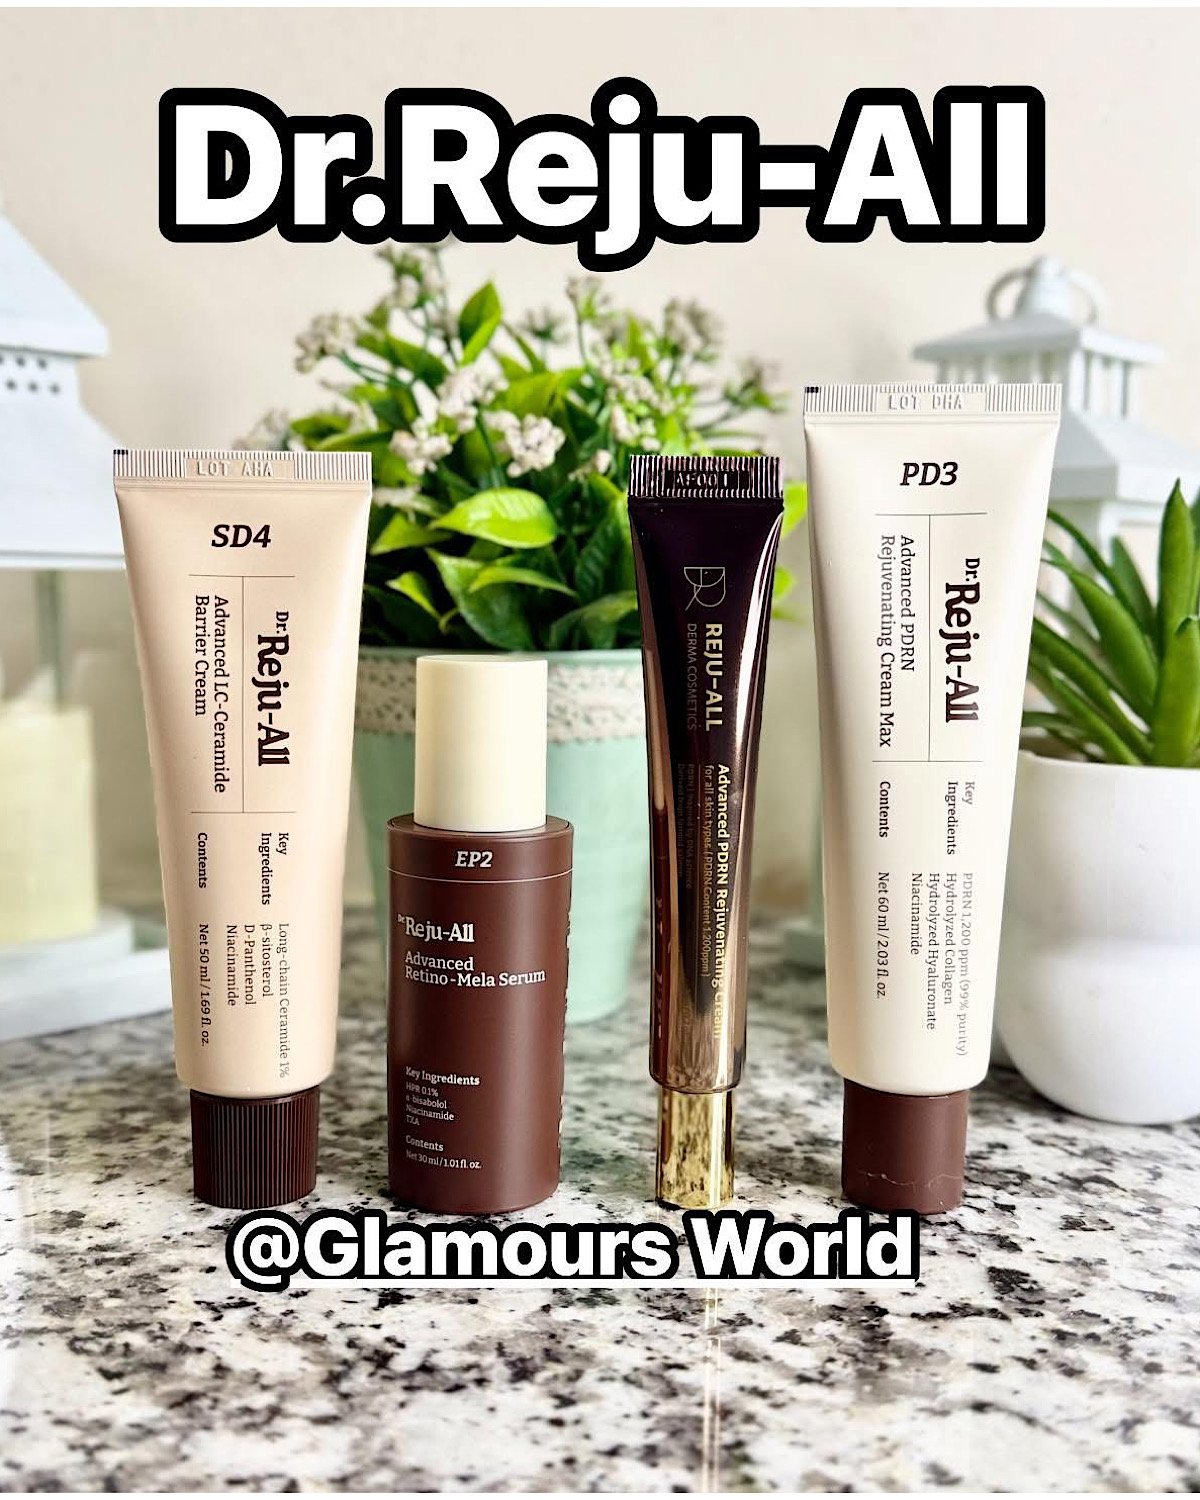 Dr.Reju-All
LOT AHA
SD4
Dr.Reju-All
Advanced LC-Ceramide
Barrier Cream
Key
Ingredients
Long-chain Ceramide 1%
β-sitosterol
D-Panthenol
Niacinamide
Contents
Net 50 ml / 1.69 fl. oz.
EP2
Dr.Reju-All
Advanced
Retino-Mela Serum
Key Ingredients
HPR 0.1%
α-bisabolol
Niacinamide
TXA
Contents
Net 30 ml / 1.01 fl. oz.
REJU-ALL
DERMA COSMETICS
Advanced PDRN Rejuvenating Cream
for all skin types (PDRN Content 1,200ppm)
LOT DHA
PD3
Dr.Reju-All
Advanced PDRN
Rejuvenating Cream Max
Key
Ingredients
PDRN 1,200 ppm (99% purity)
Hydrolyzed Collagen
Hydrolyzed Hyaluronate
Niacinamide
Contents
Net 60 ml / 2.03 fl. oz.
@Glamours World